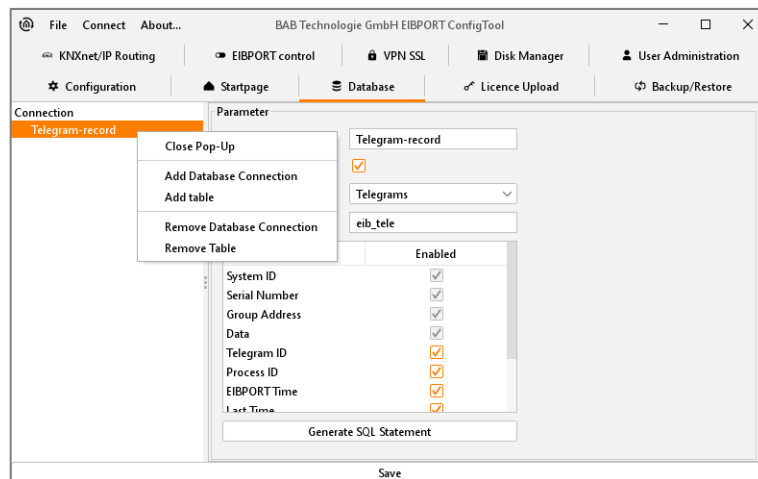 File Connect About... BAB Technologie GmbH EIBPORT ConfigTool
KNXnet/IP Routing EIBPORT control VPN SSL Disk Manager User Administration
Configuration Startpage Database Licence Upload Backup/Restore
Connection
Telegram-record
Close Pop-Up
Add Database Connection
Add table
Remove Database Connection
Remove Table
Parameter
Telegram-record
Telegrams
eib_tele
Enabled
System ID
Serial Number
Group Address
Data
Telegram ID
Process ID
EIBPORT Time
Last Time
Generate SQL Statement
Save